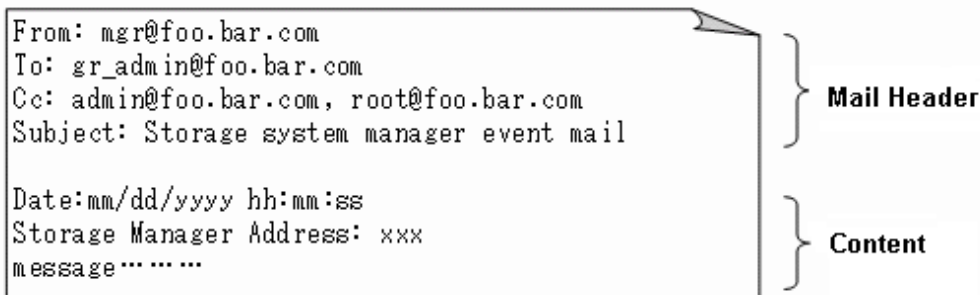 From: mgr@foo.bar.com
To: gr_admin@foo.bar.com
Cc: admin@foo.bar.com, root@foo.bar.com
Subject: Storage system manager event mail
Mail Header
Date:mm/dd/yyyy hh:mm:ss
Storage Manager Address: xxx
message………
Content